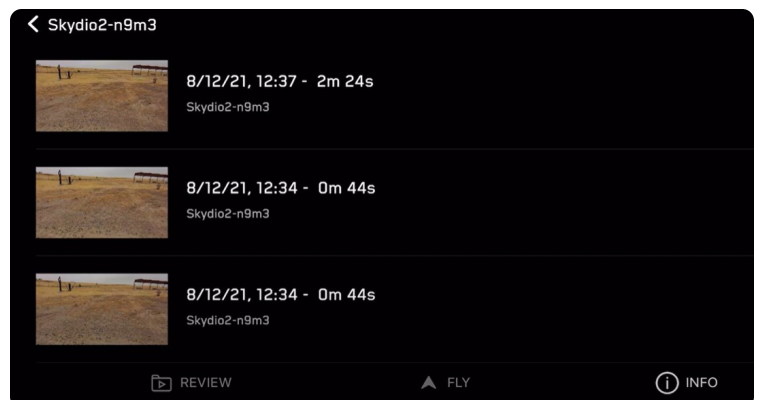 Skydio2-n9m3
8/12/21, 12:37 - 2m 24s
Skydio2-n9m3
8/12/21, 12:34 - 0m 44s
Skydio2-n9m3
8/12/21, 12:34 - 0m 44s
Skydio2-n9m3
REVIEW FLY INFO